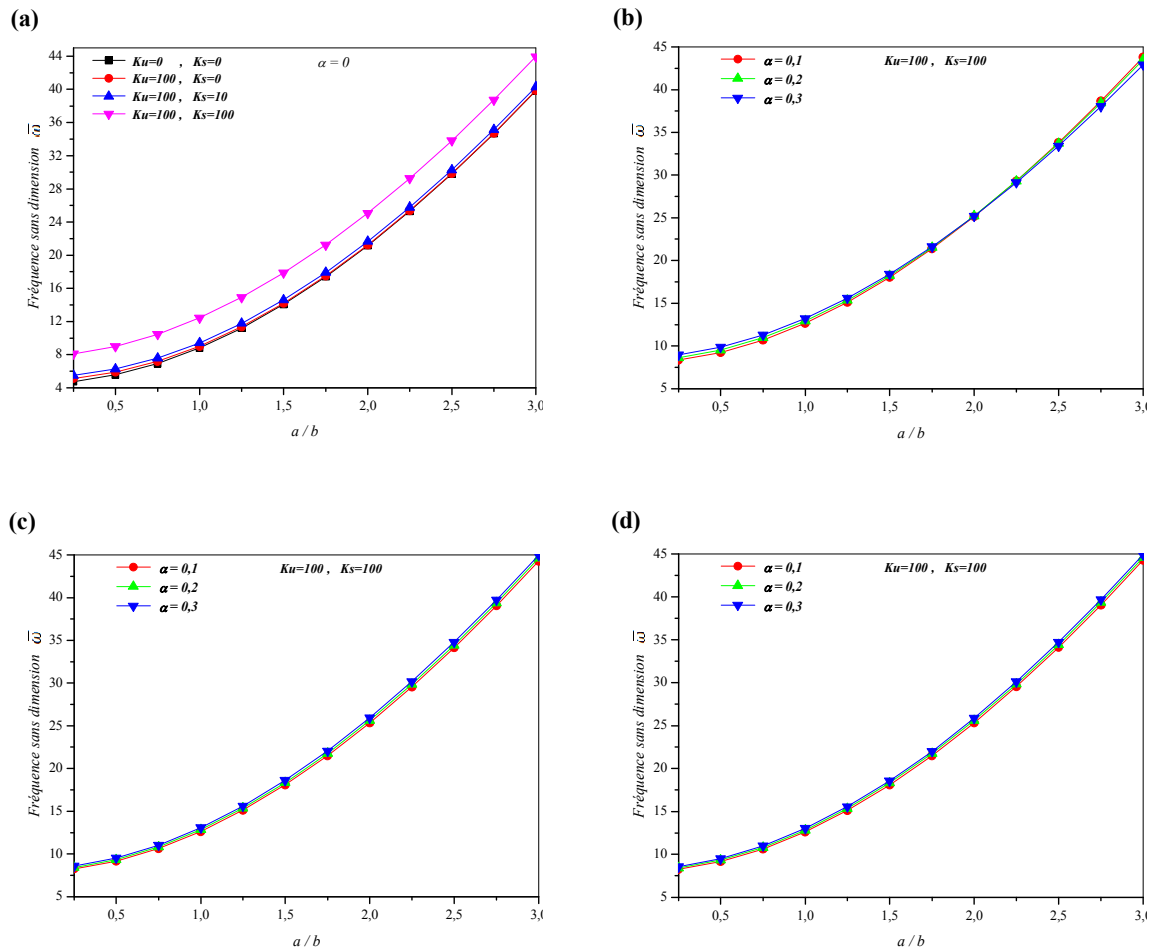 (a)
Ku=0 , Ks=0
Ku=100 , Ks=0
Ku=100 , Ks=10
Ku=100 , Ks=100
α = 0
44
40
36
32
28
24
20
16
12
8
4
0,5
1,0
1,5
2,0
2,5
3,0
Fréquence sans dimension ω̅
a / b
(b)
α = 0,1
α = 0,2
α = 0,3
Ku=100 , Ks=100
45
40
35
30
25
20
15
10
5
0,5
1,0
1,5
2,0
2,5
3,0
Fréquence sans dimension ω̅
a / b
(c)
α = 0,1
α = 0,2
α = 0,3
Ku=100 , Ks=100
45
40
35
30
25
20
15
10
5
0,5
1,0
1,5
2,0
2,5
3,0
Fréquence sans dimension ω̅
a / b
(d)
α = 0,1
α = 0,2
α = 0,3
Ku=100 , Ks=100
45
40
35
30
25
20
15
10
5
0,5
1,0
1,5
2,0
2,5
3,0
Fréquence sans dimension ω̅
a / b